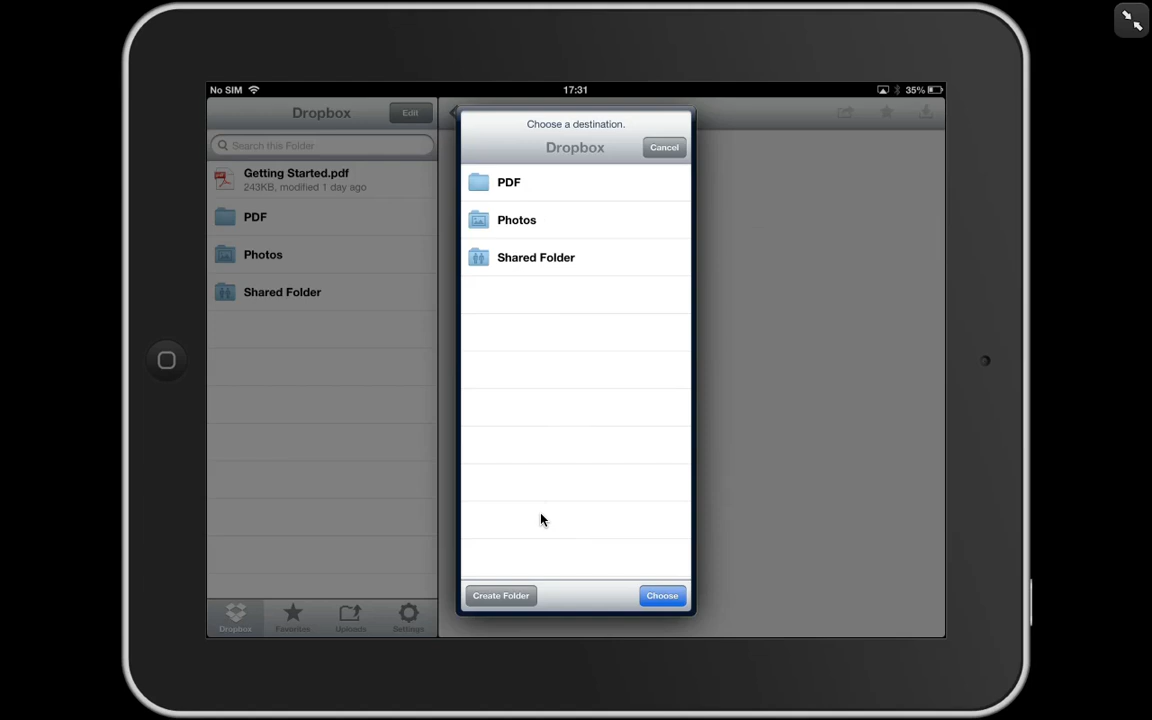 No SIM
17:31
35%
Dropbox
Edit
Search this Folder
Getting Started.pdf
243KB, modified 1 day ago
PDF
Photos
Shared Folder
Dropbox
Favorites
Uploads
Settings
Choose a destination.
Dropbox
Cancel
PDF
Photos
Shared Folder
Create Folder
Choose